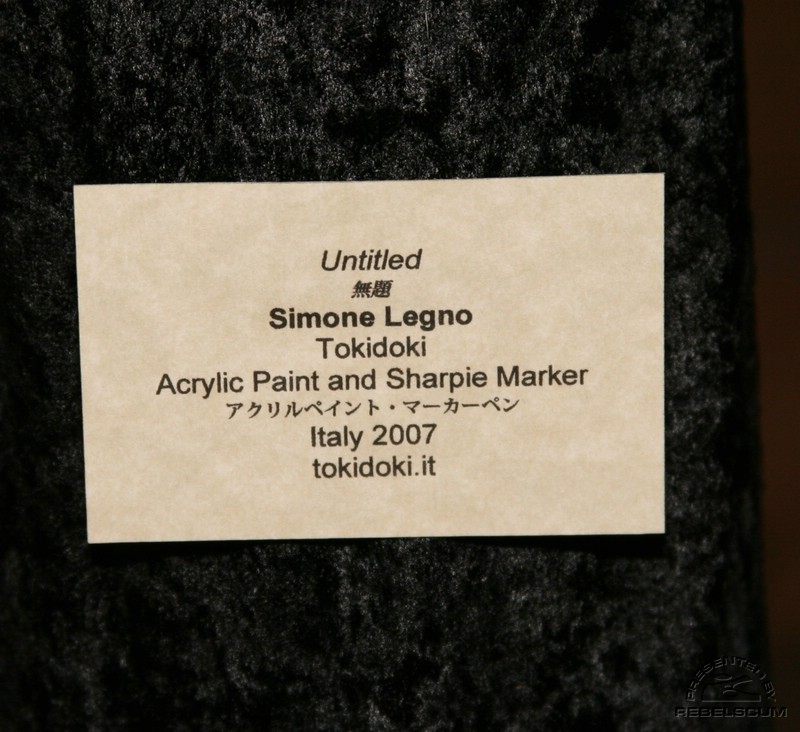 Untitled
無題
Simone Legno
Tokidoki
Acrylic Paint and Sharpie Marker
アクリルペイント・マーカーペン
Italy 2007
tokidoki.it
PRESENTED BY
REBELSCUM